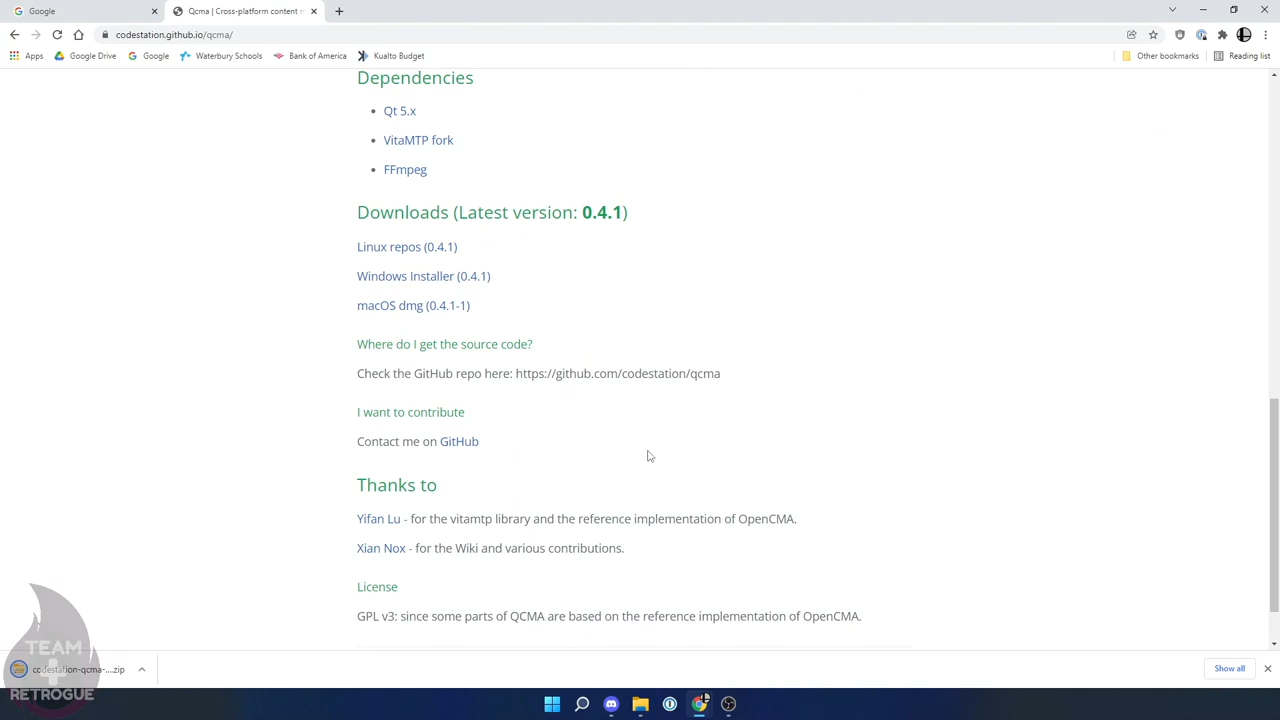 Google
Qcma | Cross-platform content m
codestation.github.io/qcma/
Apps
Google Drive
Google
Waterbury Schools
Bank of America
Kualto Budget
Other bookmarks
Reading list
Dependencies
Qt 5.x
VitaMTP fork
FFmpeg
Downloads (Latest version: 0.4.1)
Linux repos (0.4.1)
Windows Installer (0.4.1)
macOS dmg (0.4.1-1)
Where do I get the source code?
Check the GitHub repo here: https://github.com/codestation/qcma
I want to contribute
Contact me on GitHub
Thanks to
Yifan Lu - for the vitamtp library and the reference implementation of OpenCMA.
Xian Nox - for the Wiki and various contributions.
License
GPL v3: since some parts of QCMA are based on the reference implementation of OpenCMA.
TEAM
RETROGUE
codestation-qcma-....zip
Show all